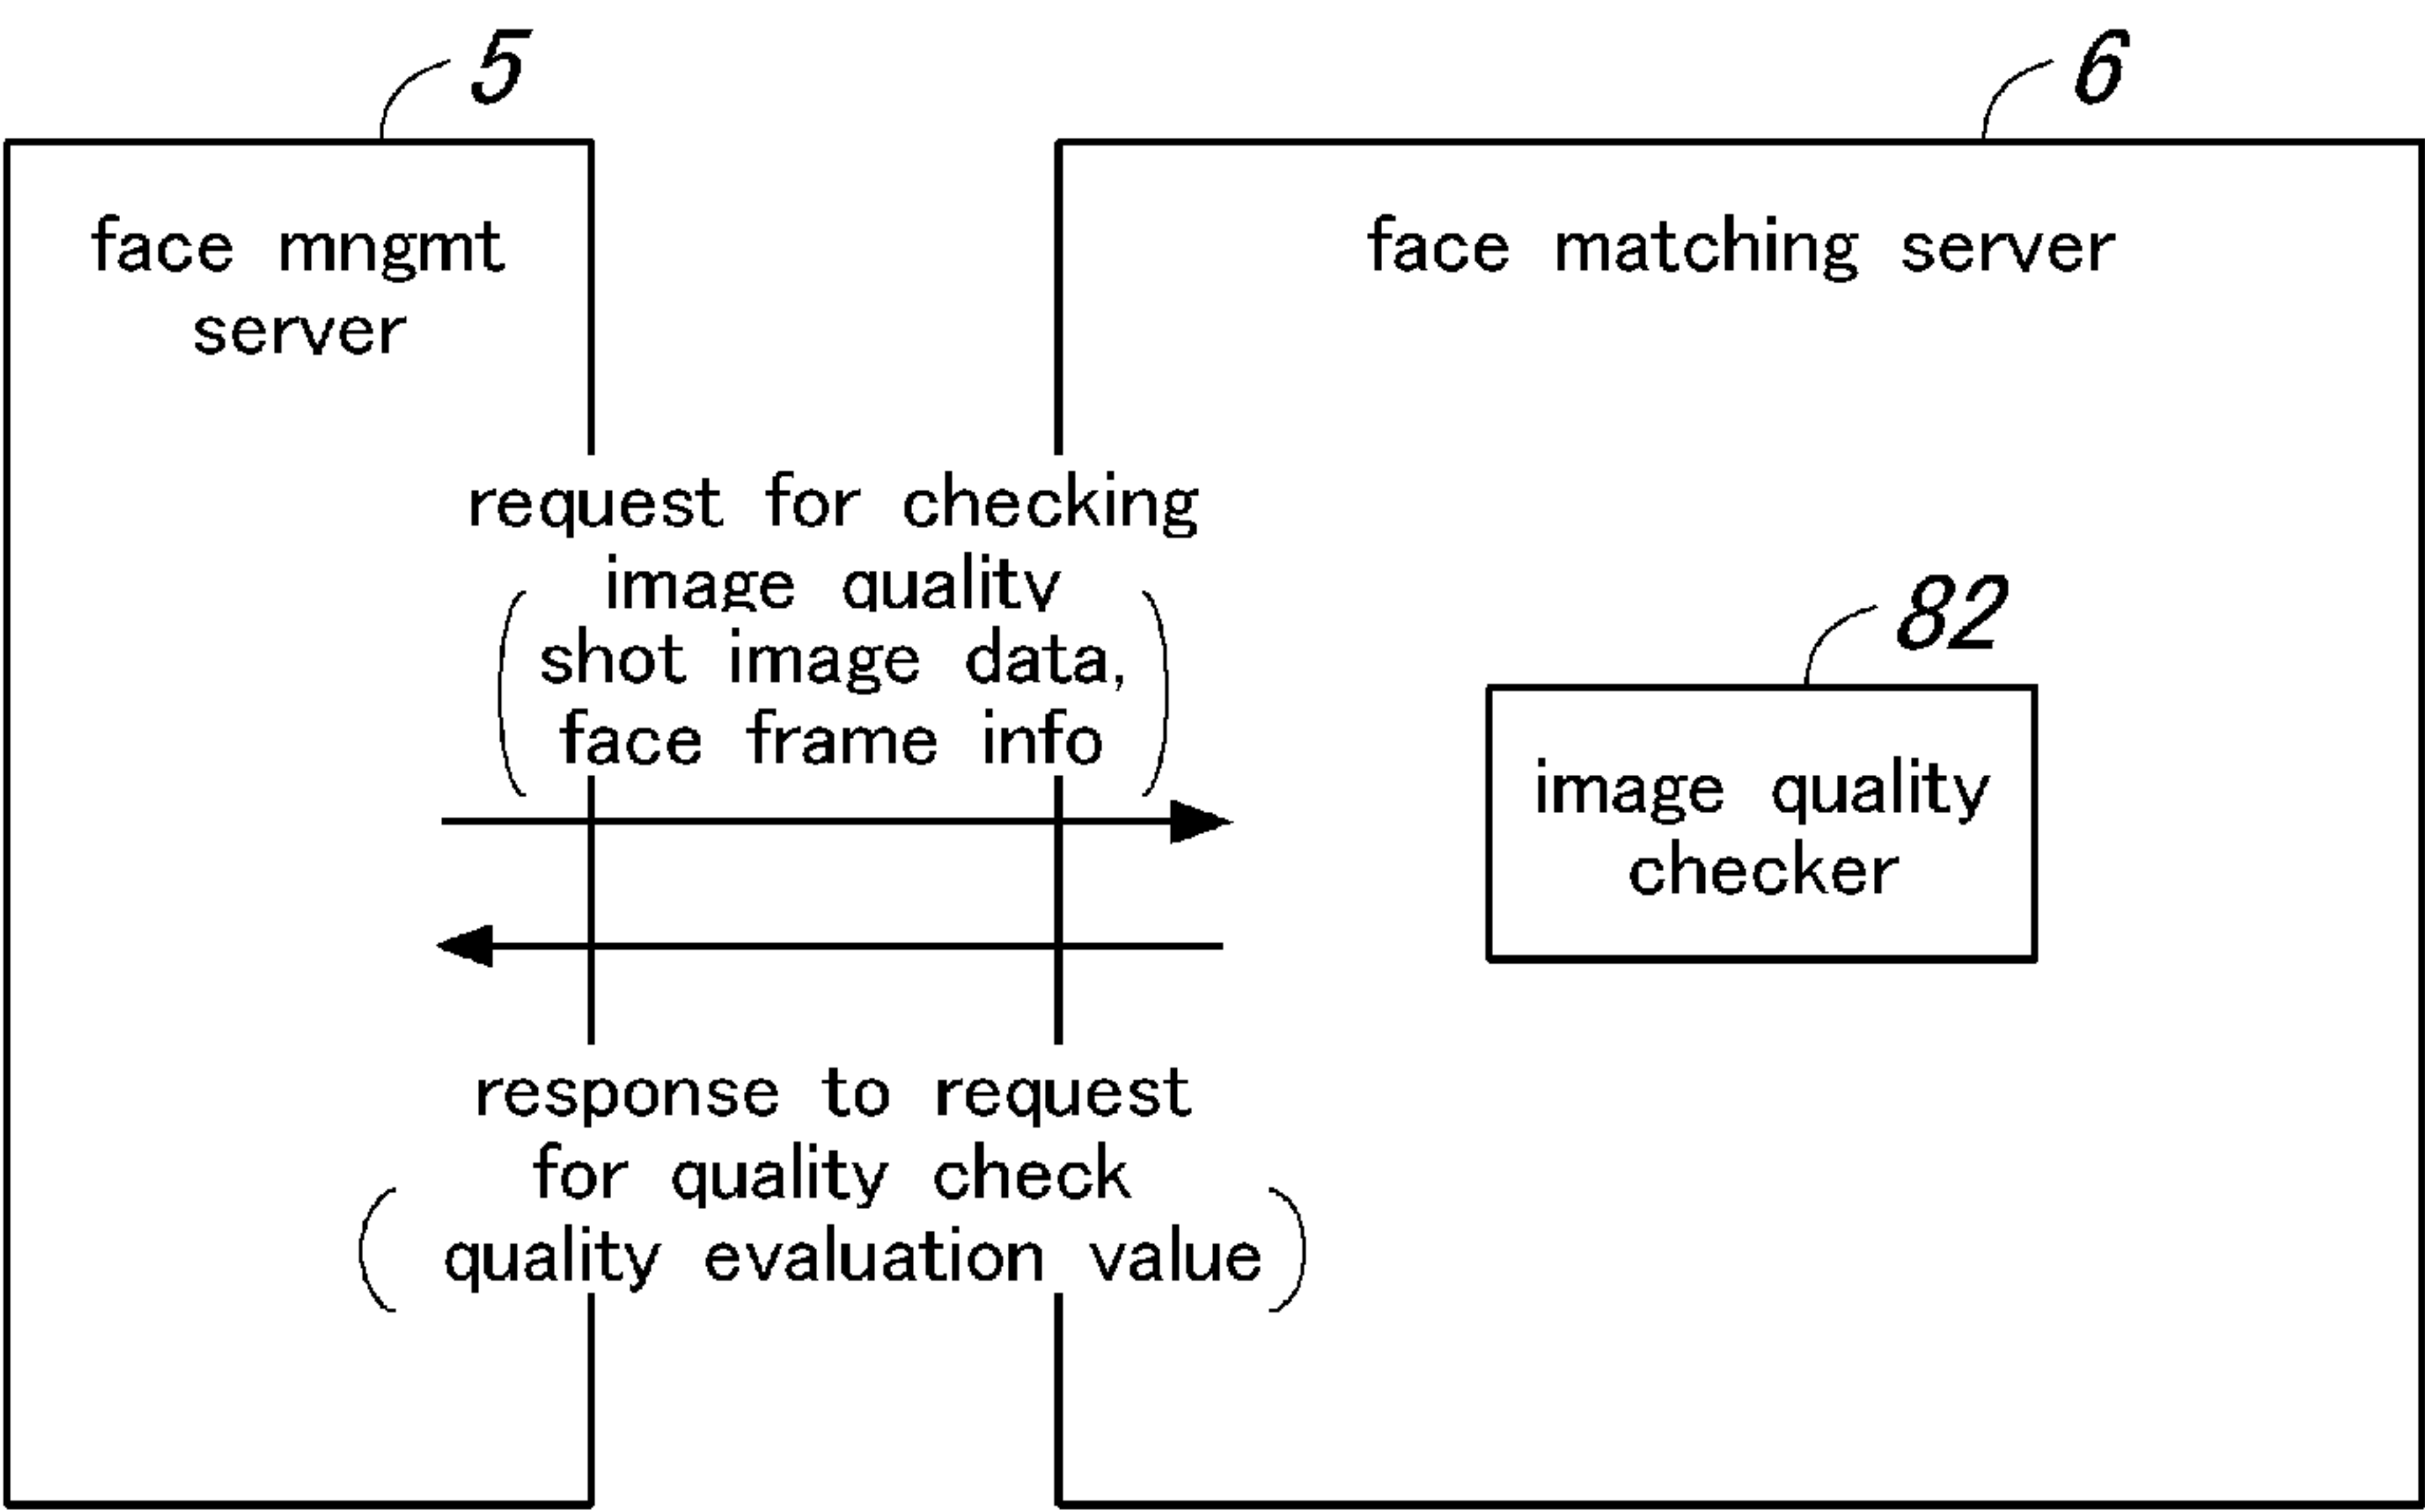 5
6
face mngmt
server
face matching server
request for checking
image quality
shot image data,
face frame info
82
image quality
checker
response to request
for quality check
quality evaluation value